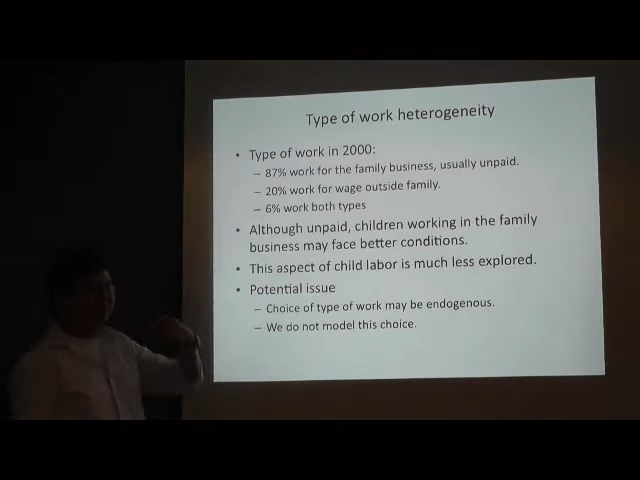 Type of work heterogeneity
• Type of work in 2000:
– 87% work for the family business, usually unpaid.
– 20% work for wage outside family.
– 6% work both types
• Although unpaid, children working in the family
business may face better conditions.
• This aspect of child labor is much less explored.
• Potential issue
– Choice of type of work may be endogenous.
– We do not model this choice.